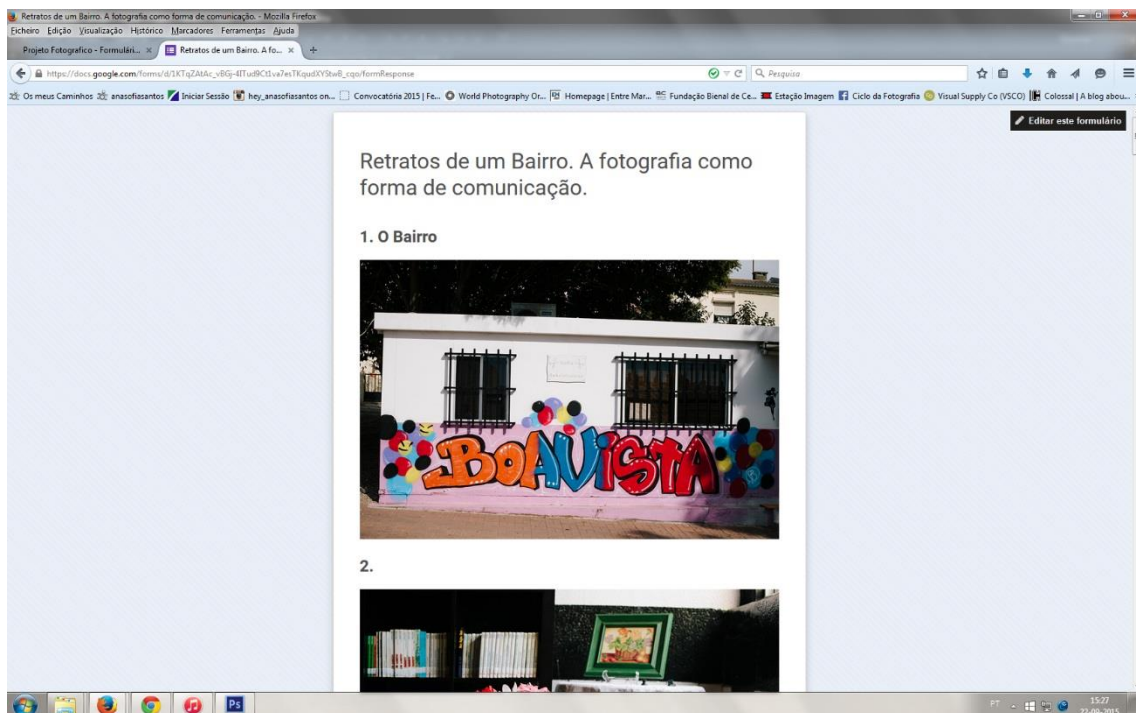 Retratos de um Bairro. A fotografia como forma de comunicação. - Mozilla Firefox
Ficheiro Edição Visualização Histórico Marcadores Ferramentas Ajuda
Projeto Fotografico - Formulári... × Retratos de um Bairro. A fo... × +
https://docs.google.com/forms/d/ Pesquisa
Os meus Caminhos anasofiasantos Iniciar Sessão hey_anasofiasantos on... Convocatória 2015 | Fe... World Photography Or... Homepage | Entre Mar... Fundação Bienal de Ce... Estação Imagem Ciclo da Fotografia Visual Supply Co (VSCO) Colossal | A blog abou...
Editar este formulário
Retratos de um Bairro. A fotografia como
forma de comunicação.
1. O Bairro
BOAVISTA
2.
Ps
PT 15:27
22-09-2015